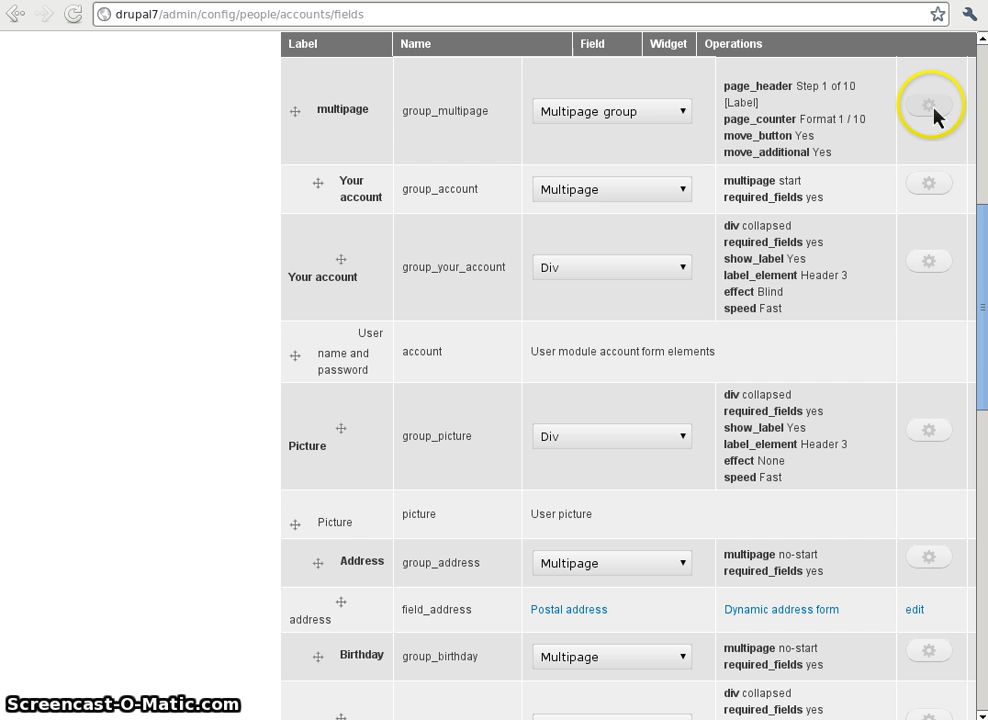 drupal7/admin/config/people/accounts/fields
Label Name Field Widget Operations
multipage group_multipage Multipage group
page_header Step 1 of 10
[Label]
page_counter Format 1 / 10
move_button Yes
move_additional Yes
Your
account
group_account Multipage
multipage start
required_fields yes
Your account
group_your_account Div
div collapsed
required_fields yes
show_label Yes
label_element Header 3
effect Blind
speed Fast
User
name and
password
account User module account form elements
Picture
group_picture Div
div collapsed
required_fields yes
show_label Yes
label_element Header 3
effect None
speed Fast
Picture picture User picture
Address group_address Multipage
multipage no-start
required_fields yes
address field_address Postal address Dynamic address form edit
Birthday group_birthday Multipage
multipage no-start
required_fields yes
div collapsed
required_fields yes
Screencast-O-Matic.com